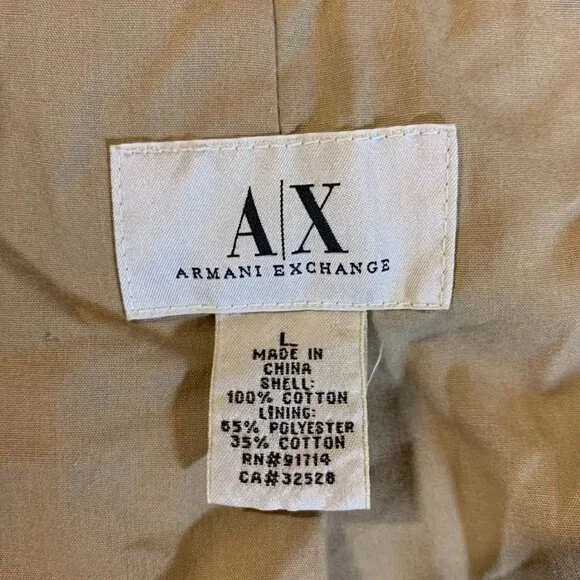 A|X
ARMANI EXCHANGE
L
MADE IN
CHINA
SHELL:
100% COTTON
LINING:
65% POLYESTER
35% COTTON
RN#91714
CA#32528